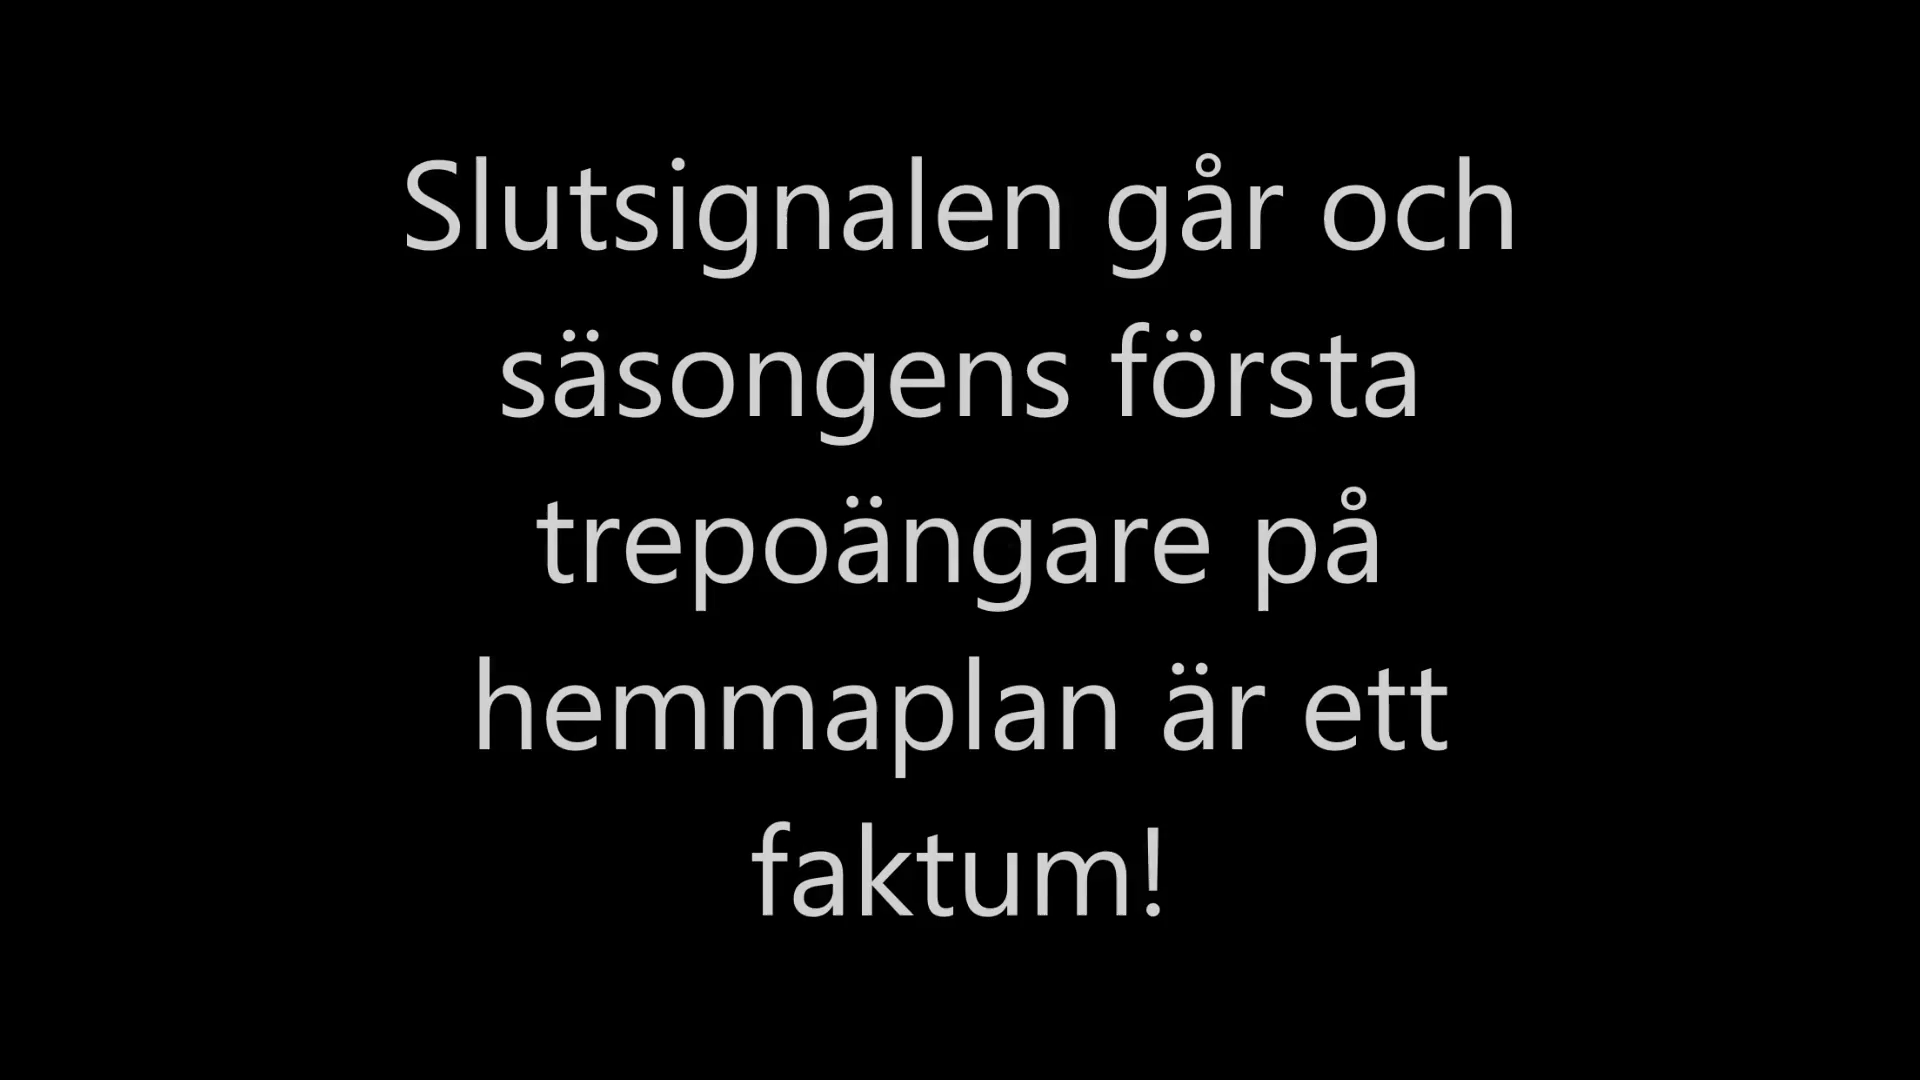 Slutsignalen går och
säsongens första
trepoängare på
hemmaplan är ett
faktum!